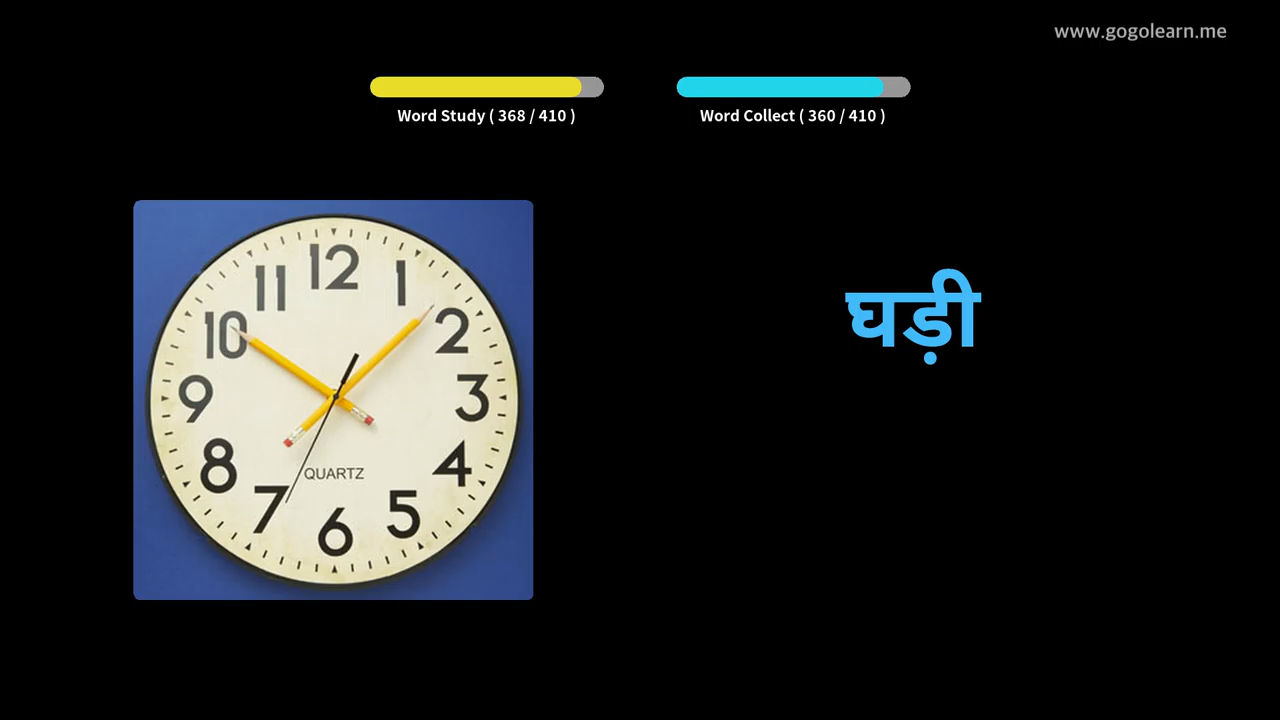 www.gogolearn.me
Word Study ( 368 / 410 )
Word Collect ( 360 / 410 )
12
11
1
10
2
9
3
8
4
QUARTZ
7
5
6
घड़ी